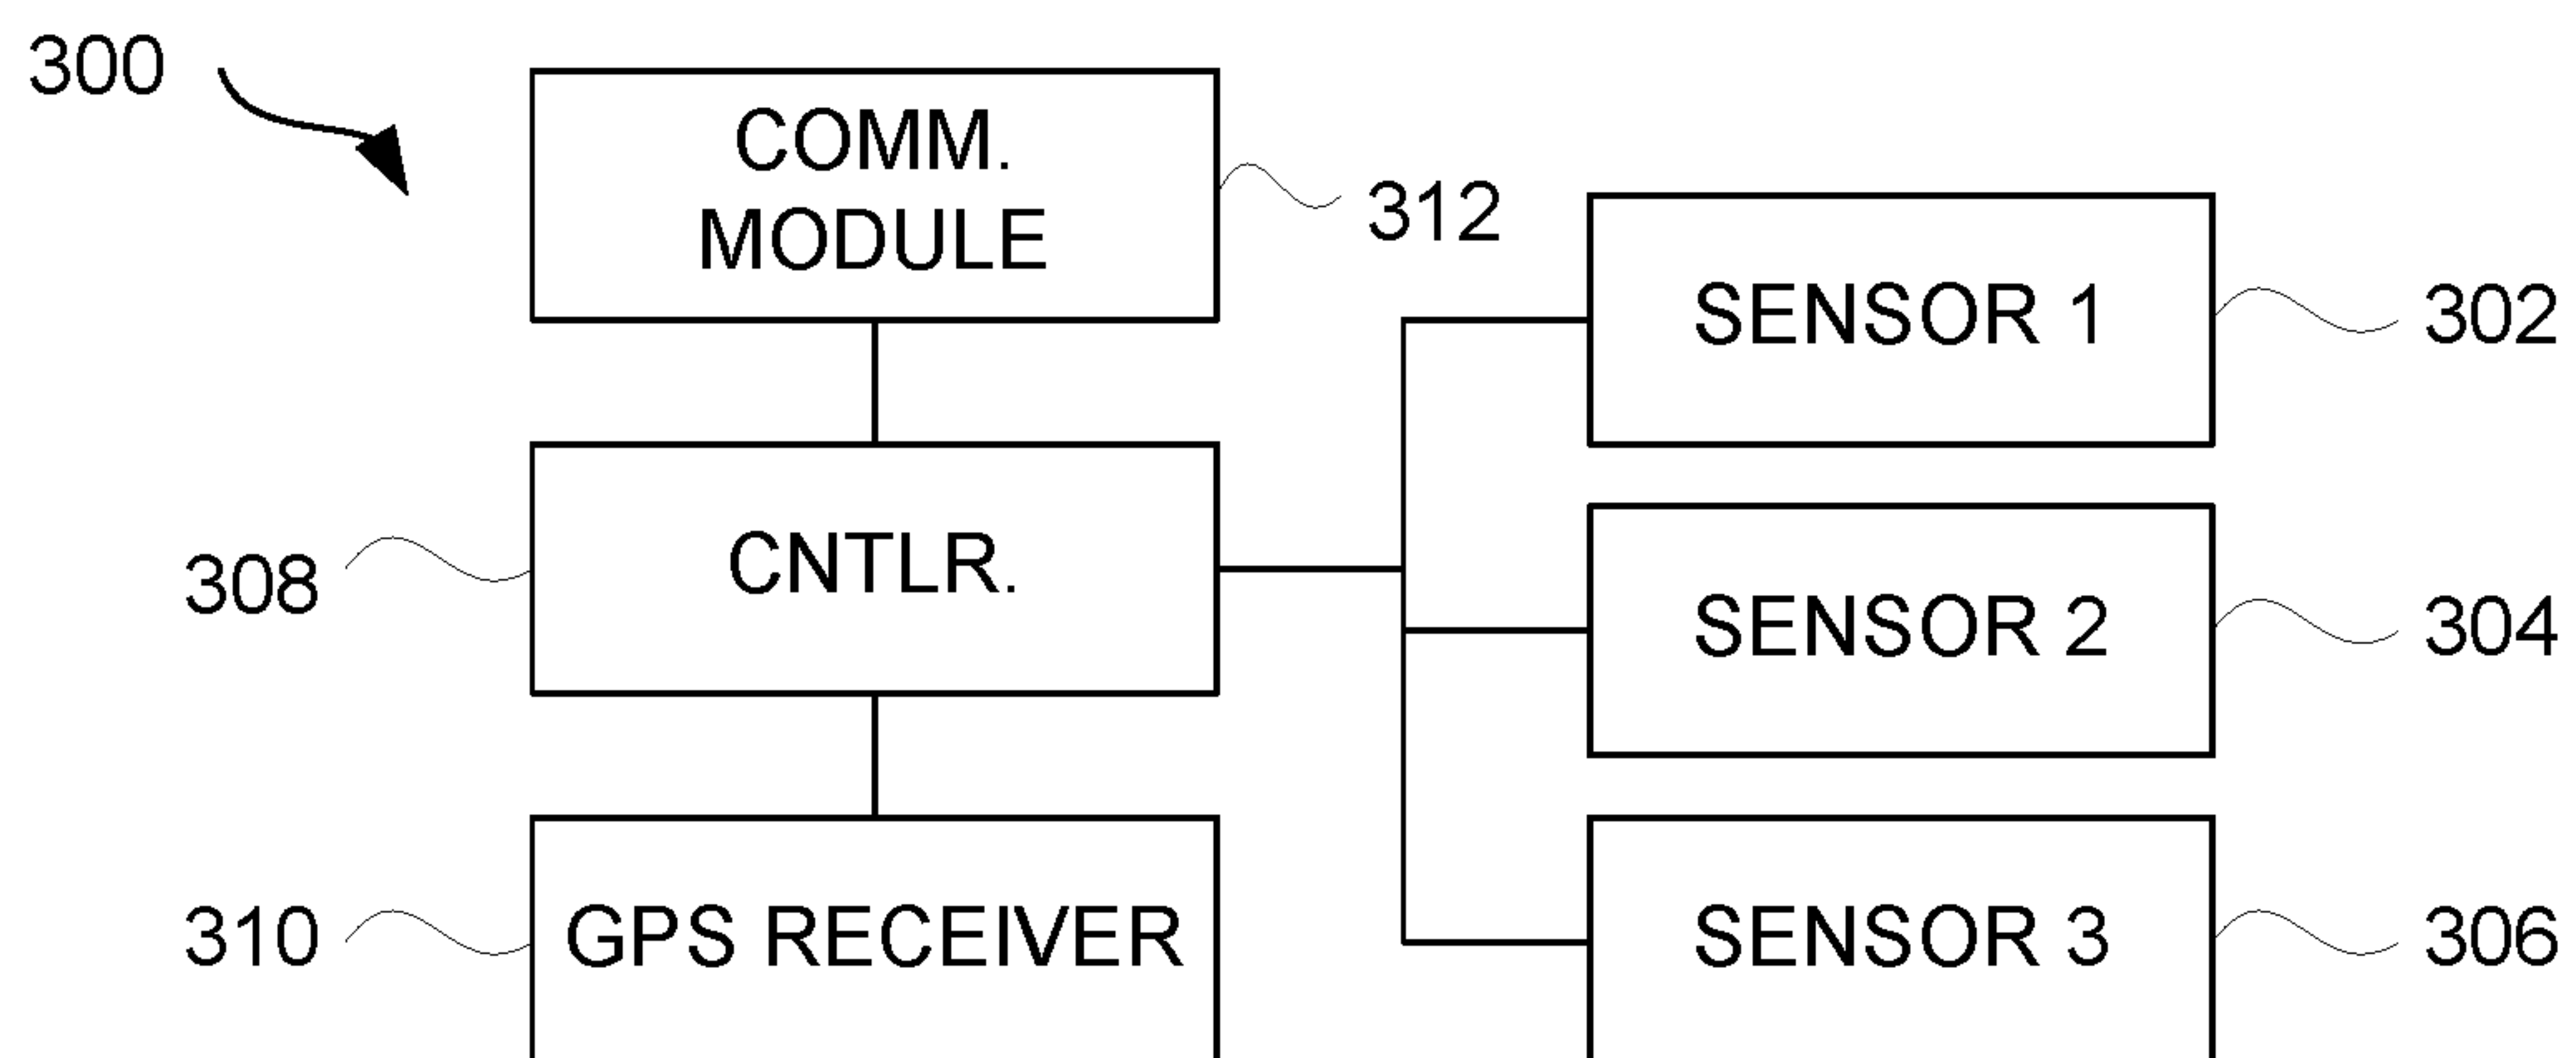 300
COMM.
MODULE
312
SENSOR 1
302
308
CNTLR.
SENSOR 2
304
310
GPS RECEIVER
SENSOR 3
306